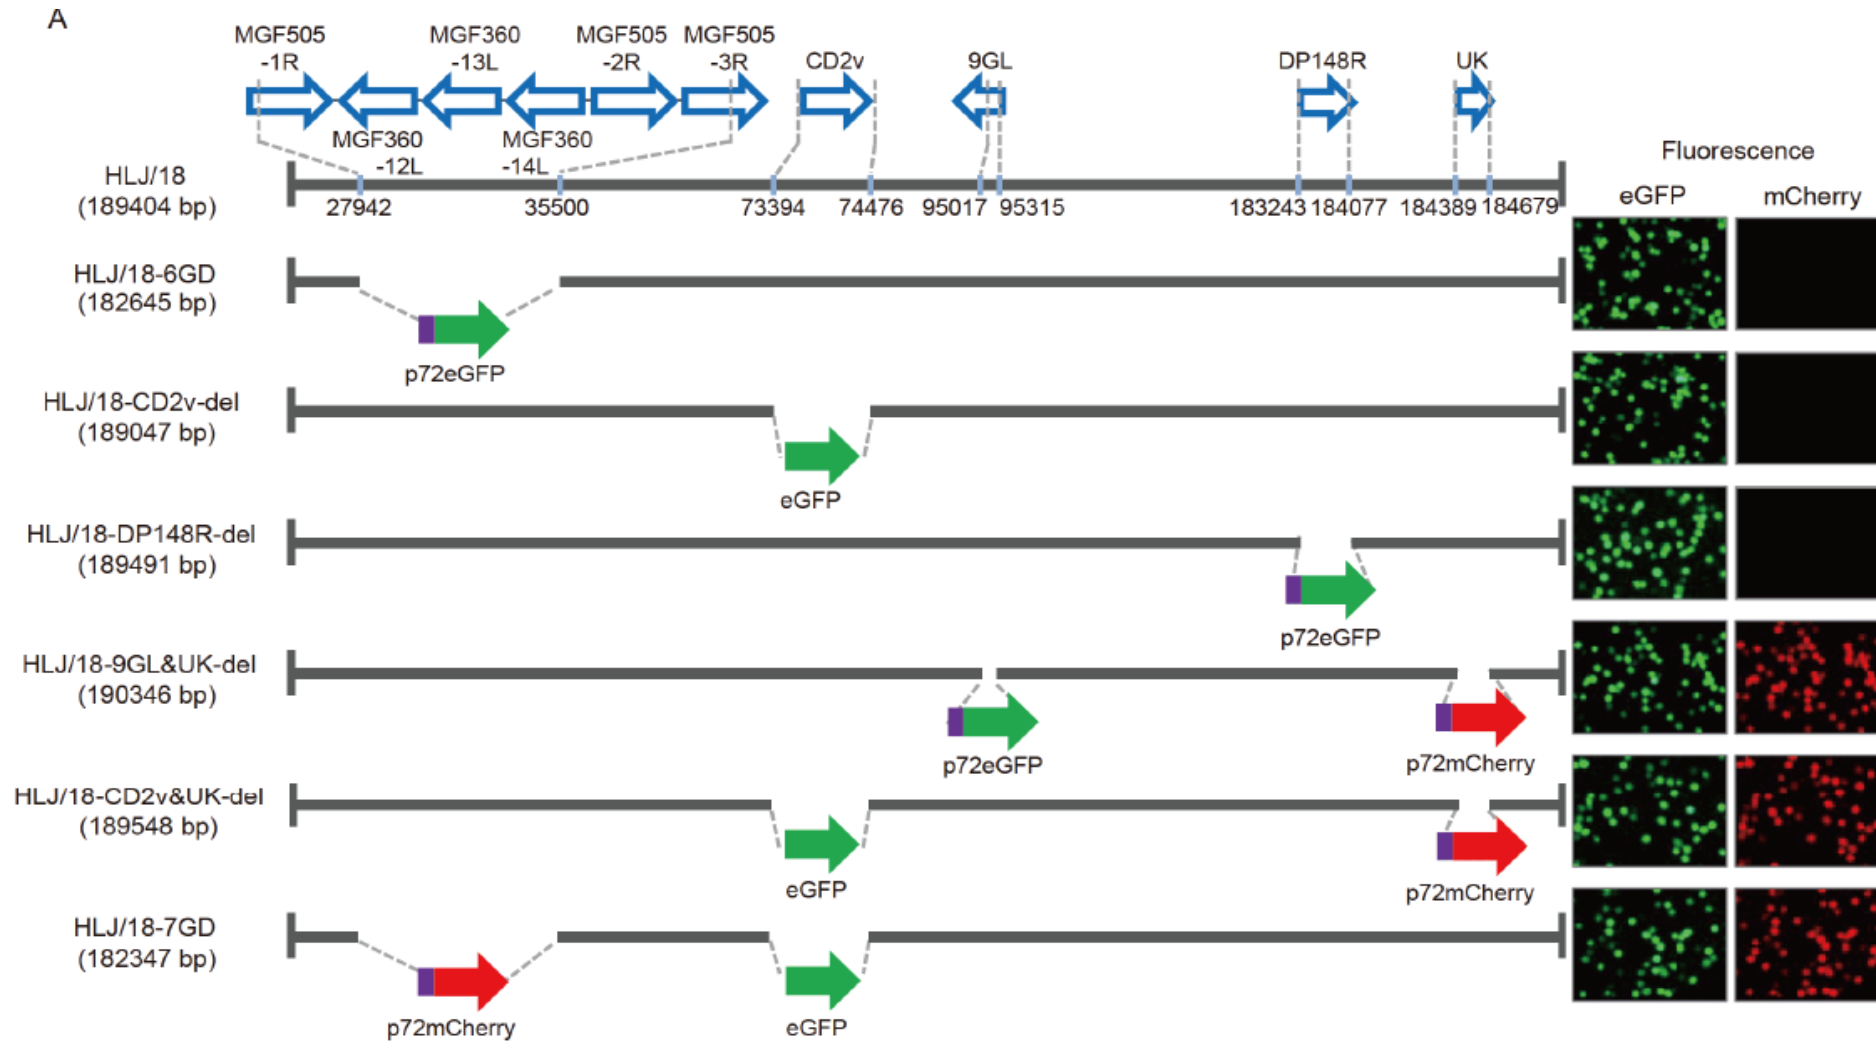 A
MGF505
-1R
MGF360
-13L
MGF505
-2R
MGF505
-3R
CD2v
9GL
DP148R
UK
MGF360
-12L
MGF360
-14L
Fluorescence
eGFP
mCherry
HLJ/18
(189404 bp)
27942
35500
73394
74476
95017
95315
183243
184077
184389
184679
HLJ/18-6GD
(182645 bp)
p72eGFP
HLJ/18-CD2v-del
(189047 bp)
eGFP
HLJ/18-DP148R-del
(189491 bp)
p72eGFP
HLJ/18-9GL&UK-del
(190346 bp)
p72eGFP
p72mCherry
HLJ/18-CD2v&UK-del
(189548 bp)
eGFP
p72mCherry
HLJ/18-7GD
(182347 bp)
p72mCherry
eGFP